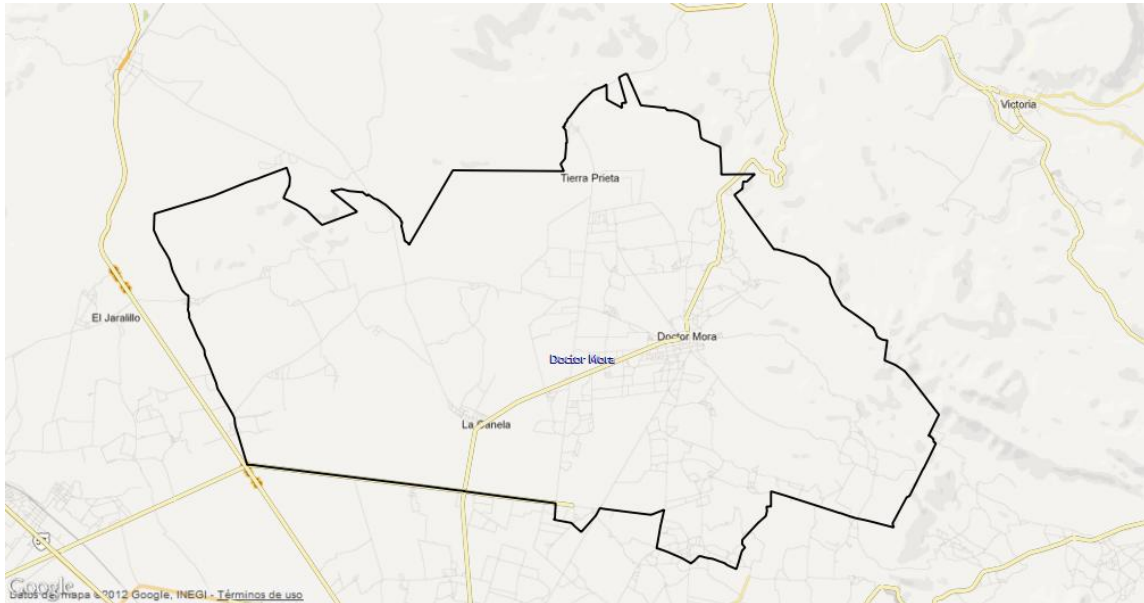 Victoria
Tierra Prieta
El Jaralillo
Doctor Mora
Doctor Mora
La Canela
57
Google
Datos de mapa ©2012 Google, INEGI - Términos de uso